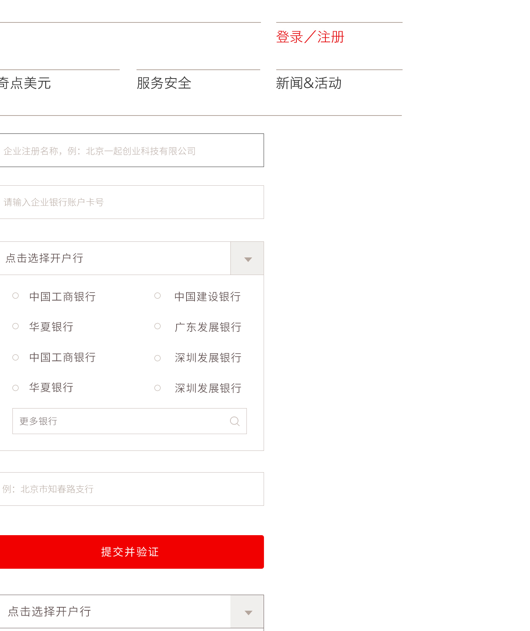 登录／注册
奇点美元 服务安全 新闻&活动
企业注册名称，例：北京一起创业科技有限公司
请输入企业银行账户卡号
点击选择开户行
中国工商银行 中国建设银行
华夏银行 广东发展银行
中国工商银行 深圳发展银行
华夏银行 深圳发展银行
更多银行
例：北京市知春路支行
提交并验证
点击选择开户行